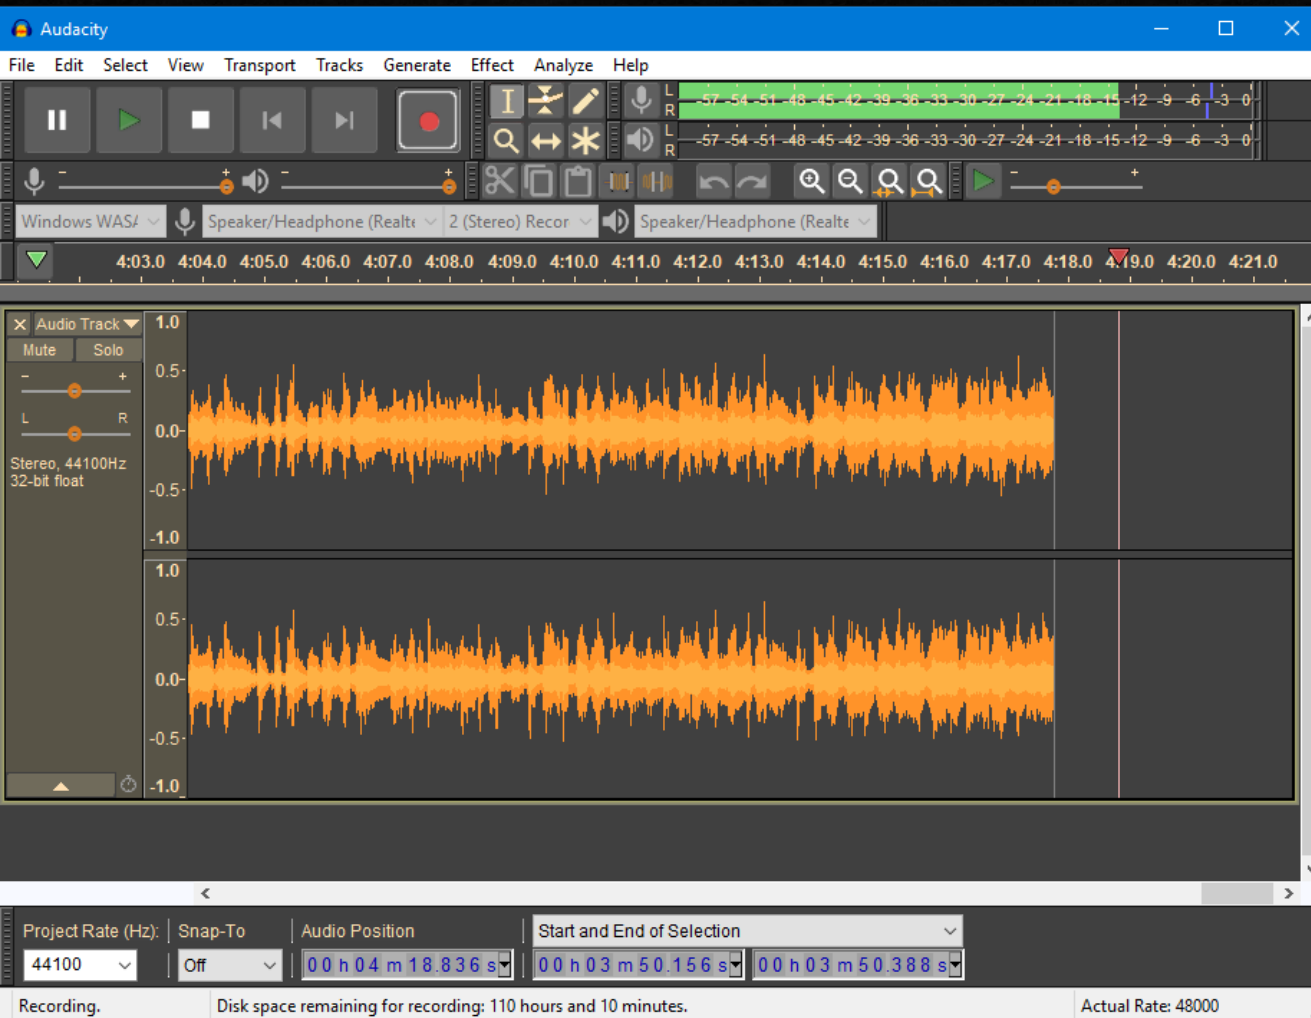 Audacity
File Edit Select View Transport Tracks Generate Effect Analyze Help
L
R
-57 -54 -51 -48 -45 -42 -39 -36 -33 -30 -27 -24 -21 -18 -15 -12 -9 -6 -3 0
L
R
-57 -54 -51 -48 -45 -42 -39 -36 -33 -30 -27 -24 -21 -18 -15 -12 -9 -6 -3 0
- + - + - +
Windows WASA Speaker/Headphone (Realte 2 (Stereo) Recor Speaker/Headphone (Realte
4:03.0 4:04.0 4:05.0 4:06.0 4:07.0 4:08.0 4:09.0 4:10.0 4:11.0 4:12.0 4:13.0 4:14.0 4:15.0 4:16.0 4:17.0 4:18.0 4:19.0 4:20.0 4:21.0
Audio Track
Mute Solo
- +
L R
Stereo, 44100Hz
32-bit float
1.0
0.5
0.0
-0.5
-1.0
1.0
0.5
0.0
-0.5
-1.0
Project Rate (Hz): Snap-To Audio Position Start and End of Selection
44100 Off 00 h 04 m 18.836 s 00 h 03 m 50.156 s 00 h 03 m 50.388 s
Recording. Disk space remaining for recording: 110 hours and 10 minutes. Actual Rate: 48000